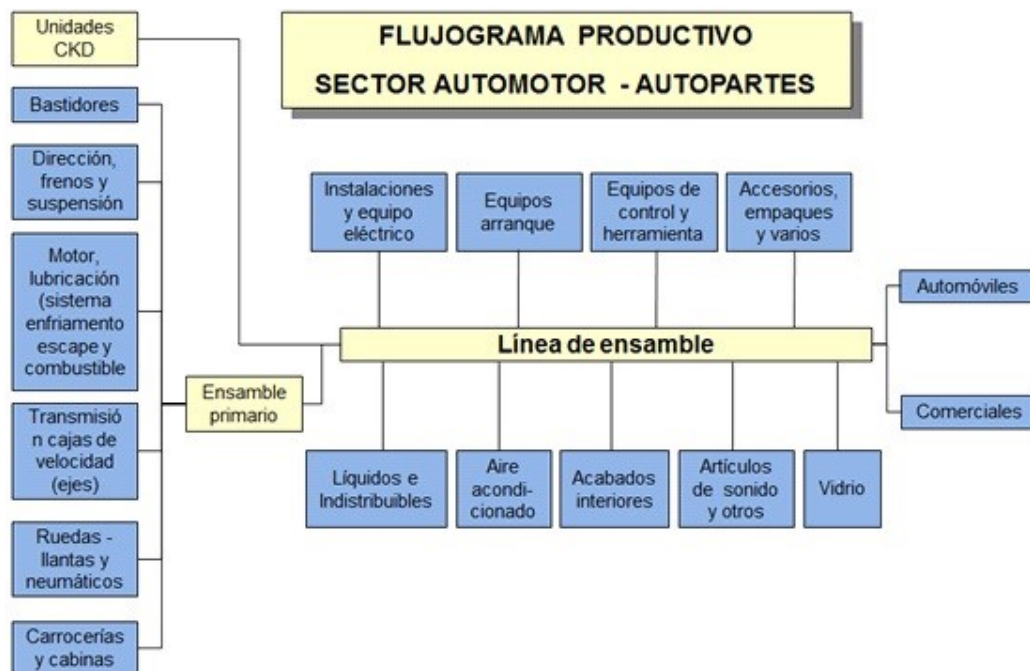 Unidades
CKD
FLUJOGRAMA PRODUCTIVO
SECTOR AUTOMOTOR - AUTOPARTES
Bastidores
Dirección,
frenos y
suspensión
Motor,
lubricación
(sistema
enfriamento
escape y
combustible
Transmisió
n cajas de
velocidad
(ejes)
Ruedas -
llantas y
neumáticos
Carrocerías
y cabinas
Ensamble
primario
Instalaciones
y equipo
eléctrico
Equipos
arranque
Equipos de
control y
herramienta
Accesorios,
empaques
y varios
Línea de ensamble
Líquidos e
Indistribuibles
Aire
acondi-
cionado
Acabados
interiores
Artículos
de sonido
y otros
Vidrio
Automóviles
Comerciales